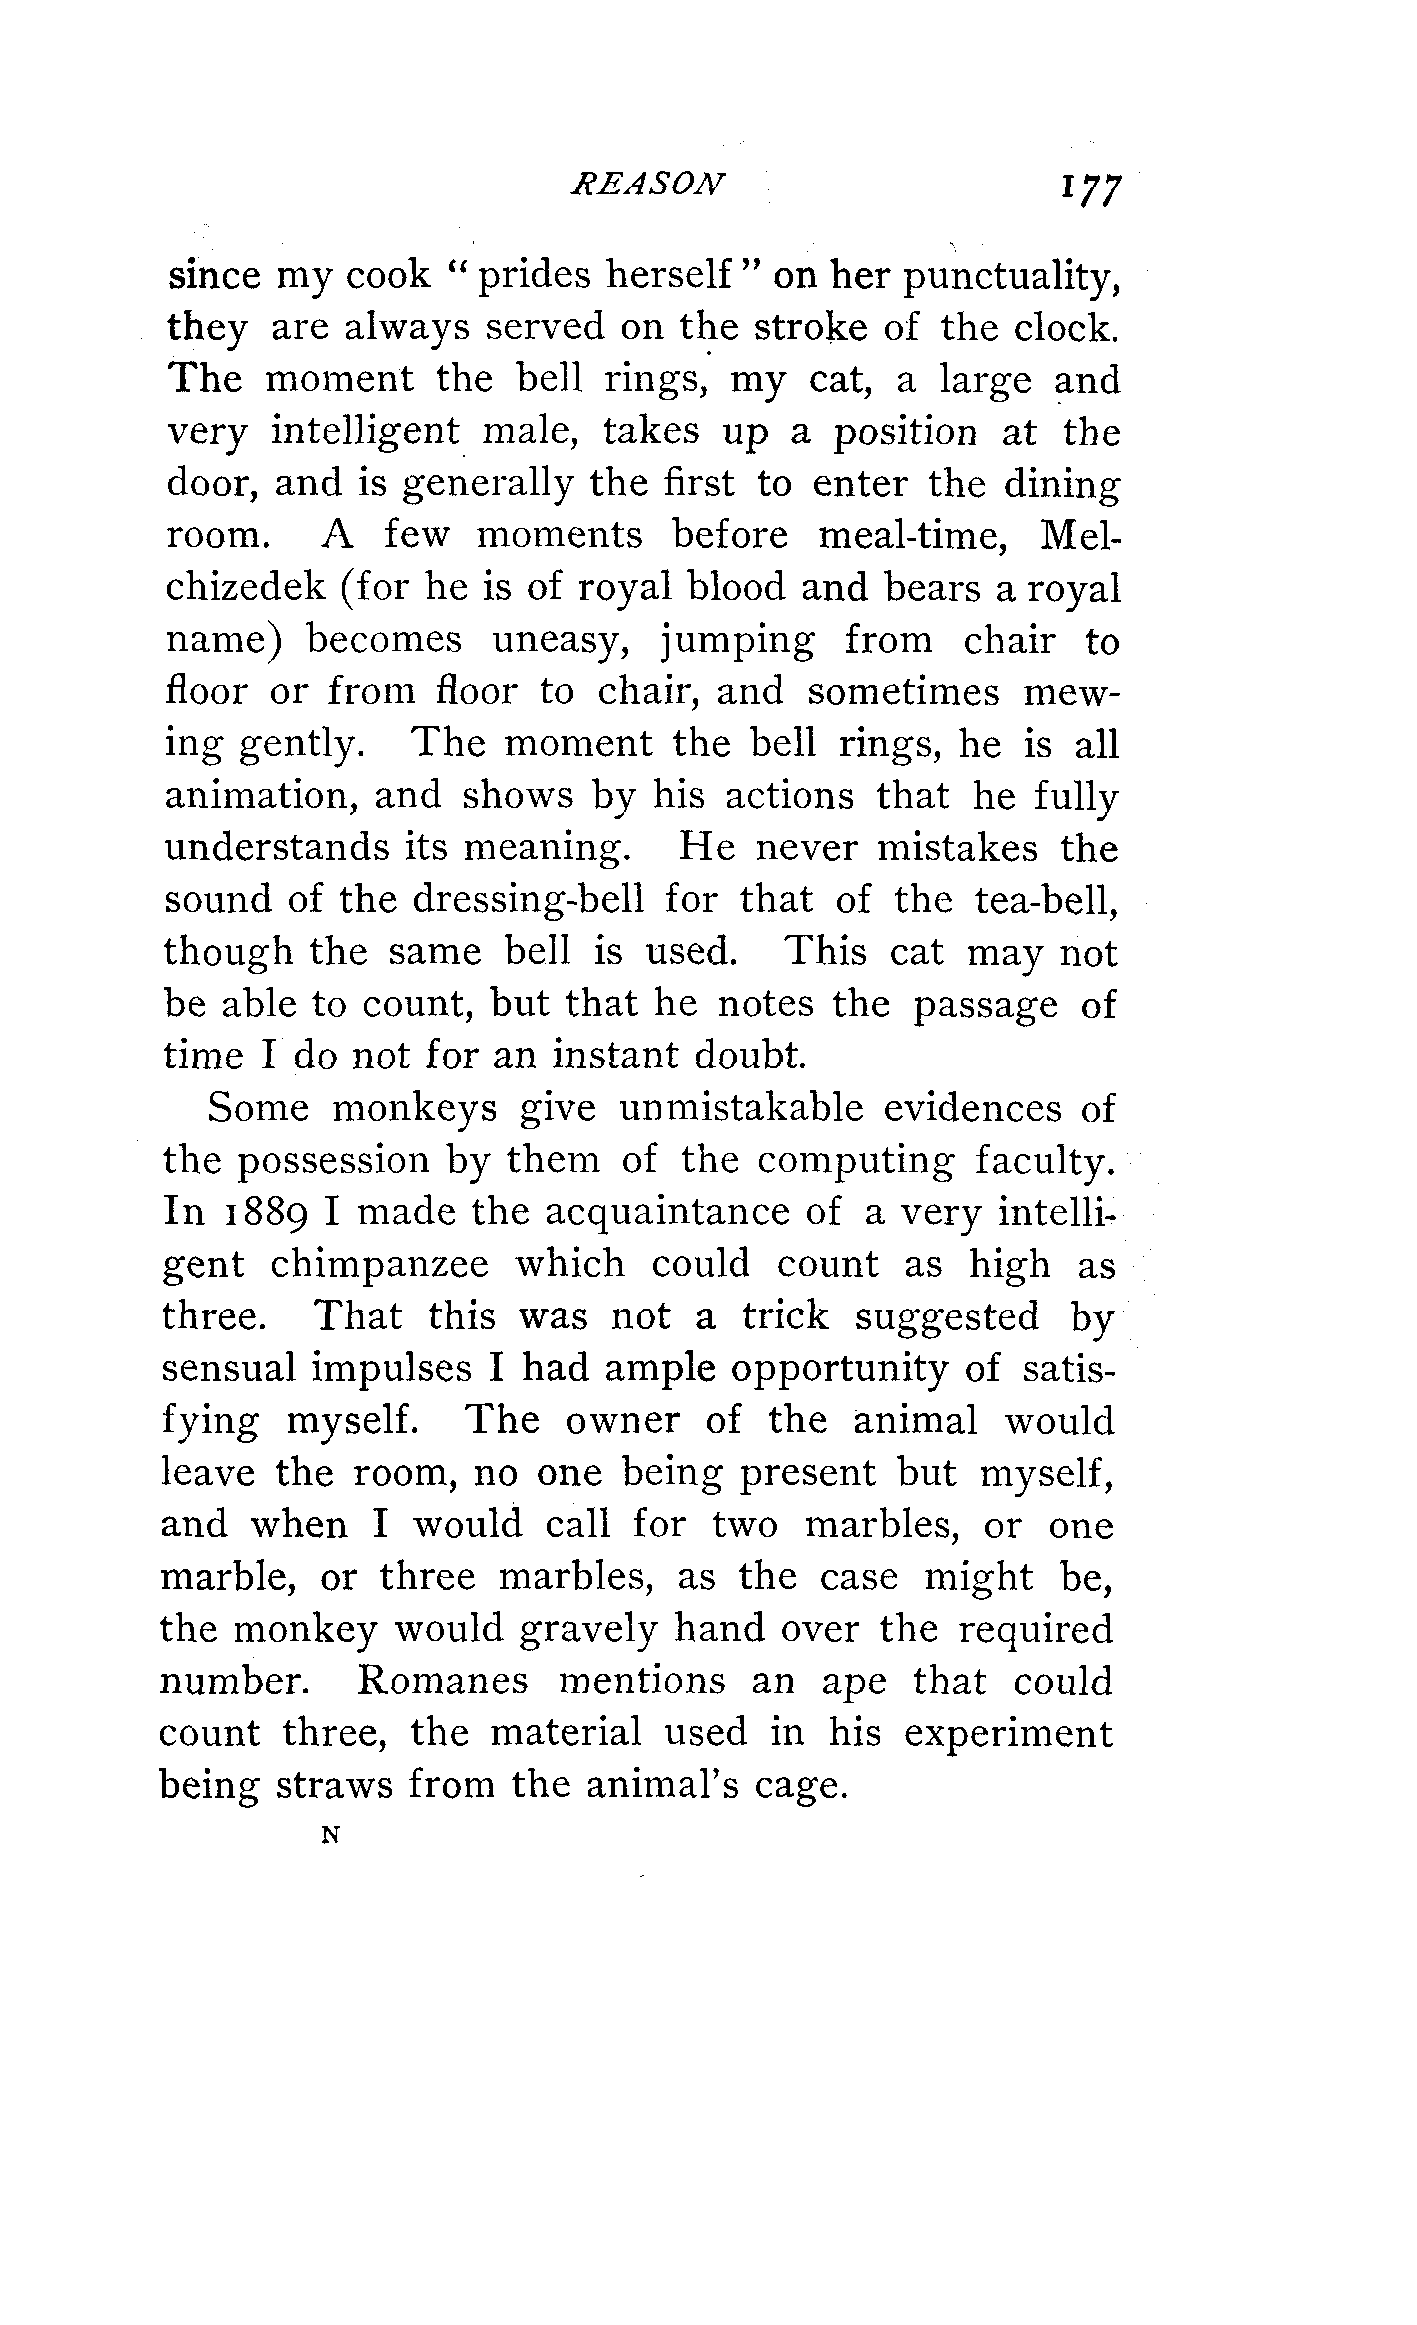 REASON 177
since my cook “ prides herself ” on her punctuality,
they are always served on the stroke of the clock.
The moment the bell rings, my cat, a large and
very intelligent male, takes up a position at the
door, and is generally the first to enter the dining
room. A few moments before meal-time, Mel-
chizedek (for he is of royal blood and bears a royal
name) becomes uneasy, jumping from chair to
floor or from floor to chair, and sometimes mew-
ing gently. The moment the bell rings, he is all
animation, and shows by his actions that he fully
understands its meaning. He never mistakes the
sound of the dressing-bell for that of the tea-bell,
though the same bell is used. This cat may not
be able to count, but that he notes the passage of
time I do not for an instant doubt.
Some monkeys give unmistakable evidences of
the possession by them of the computing faculty.
In 1889 I made the acquaintance of a very intelli-
gent chimpanzee which could count as high as
three. That this was not a trick suggested by
sensual impulses I had ample opportunity of satis-
fying myself. The owner of the animal would
leave the room, no one being present but myself,
and when I would call for two marbles, or one
marble, or three marbles, as the case might be,
the monkey would gravely hand over the required
number. Romanes mentions an ape that could
count three, the material used in his experiment
being straws from the animal’s cage.
N